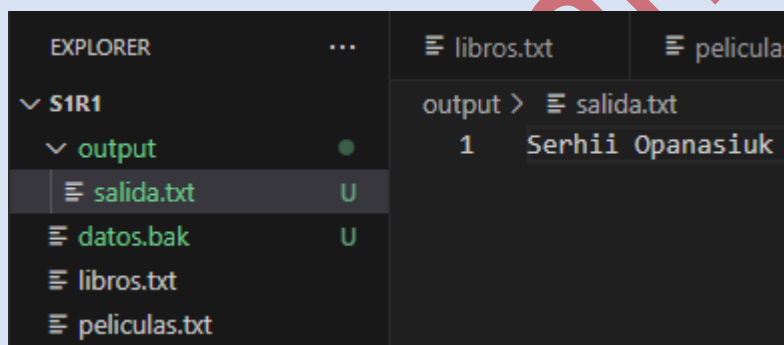 EXPLORER ...
S1R1
output
salida.txt U
datos.bak U
libros.txt
peliculas.txt
libros.txt
output > salida.txt
1 Serhii Opanasiuk